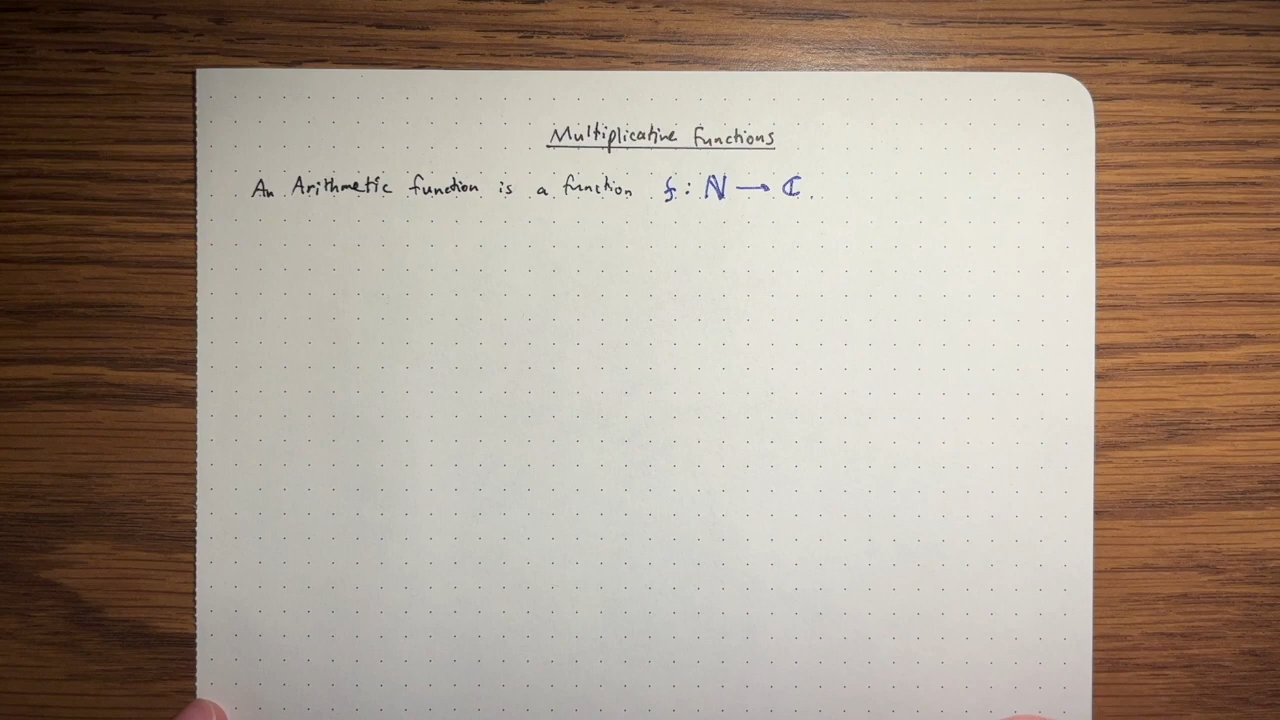 Multiplicative Functions
An Arithmetic function is a function f : ℕ → ℂ.